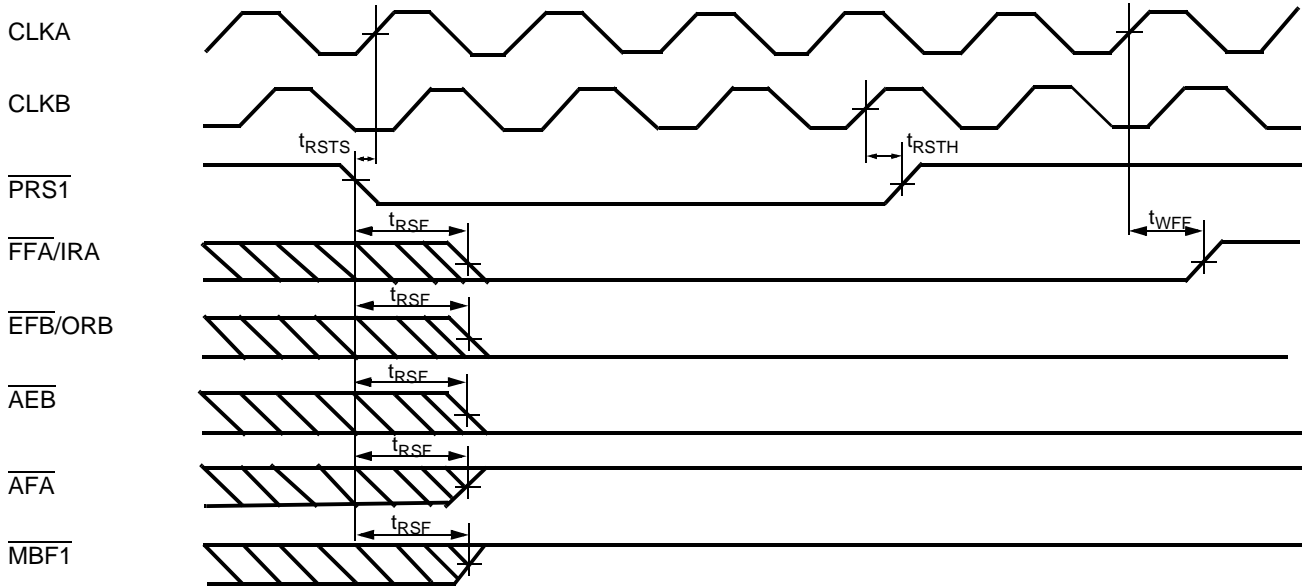 CLKA
CLKB
tRSTS
tRSTH
PRS1
tRSF
tWFF
FFA/IRA
tRSF
EFB/ORB
tRSF
AEB
tRSF
AFA
tRSF
MBF1